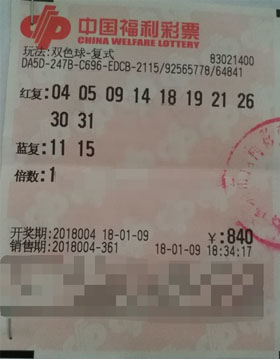 中国福利彩票
CHINA WELFARE LOTTERY
玩法:双色球-复式 83021400
DA5D-247B-C696-EDCB-2115/92565778/64841
红复:04 05 09 14 18 19 21 26
30 31
蓝复:11 15
倍数:1
开奖期:2018004 18-01-09 ¥:840
销售期:2018004-361 18-01-09 18:34:17